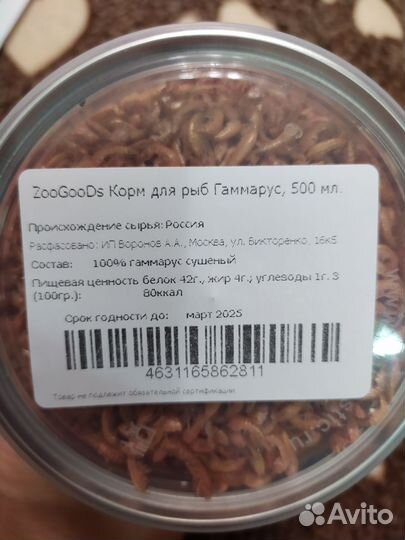 ZooGooDs Корм для рыб Гаммарус, 500 мл.
Происхождение сырья: Россия
Расфасовано: ИП Воронов А.А., Москва, ул. Викторенко, 16к5
Состав: 100% гаммарус сушеный
Пищевая ценность белок 42г., жир 4г.; углеводы 1г. З
(100гр.): 80ккал
Срок годности до: март 2025
4631165862811
Товар не подлежит обязательной сертификации
Avito